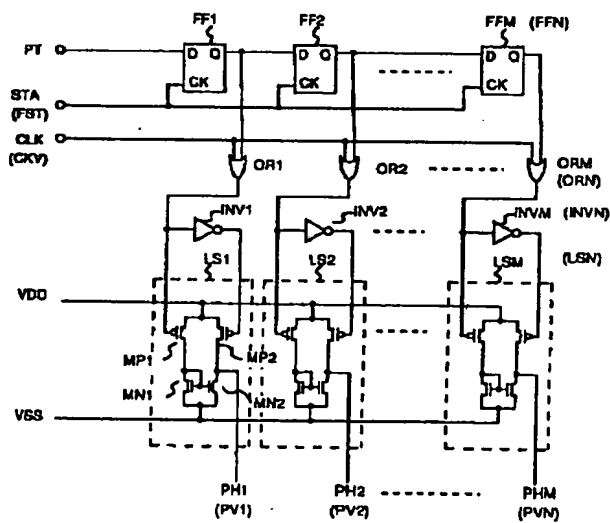 FF1 FF2 FFM (FFN)
PT D Q D Q D Q
CK CK CK
STA
(FST)
CLK
(CKV)
OR1 OR2 ORM
(ORN)
INV1 INV2 INVM (INVN)
LS1 LS2 LSM (LSN)
VDD
MP1 MP2
MN1 MN2
VSS
PH1 PH2 PHM
(PV1) (PV2) (PVN)